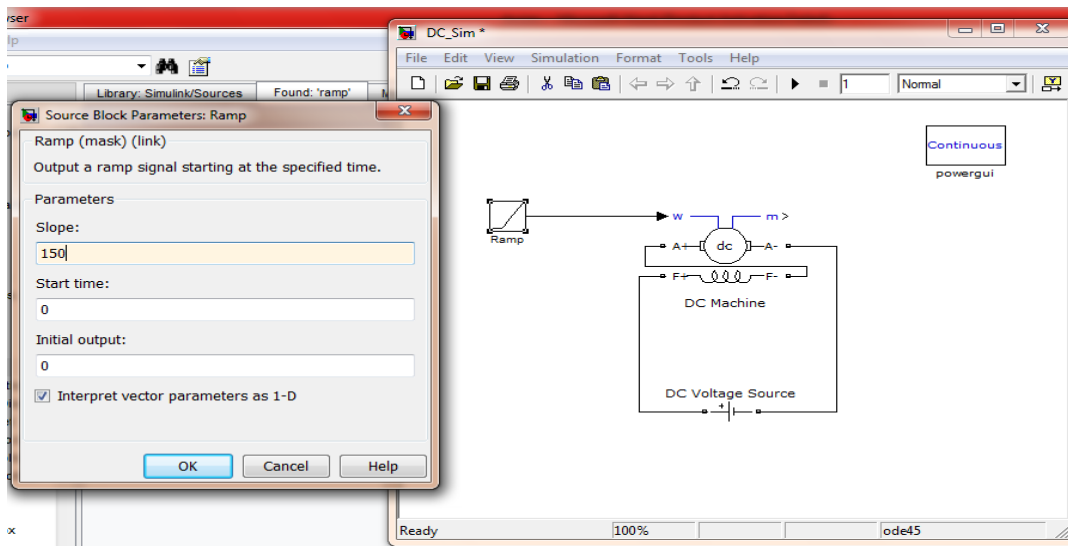 ser
lp
Library: Simulink/Sources
Found: 'ramp'
DC_Sim *
File Edit View Simulation Format Tools Help
1
Normal
Source Block Parameters: Ramp
Ramp (mask) (link)
Output a ramp signal starting at the specified time.
Parameters
Slope:
150
Start time:
0
Initial output:
0
Interpret vector parameters as 1-D
OK
Cancel
Help
Continuous
powergui
Ramp
w
m
A+
dc
A-
F+
F-
DC Machine
DC Voltage Source
+
Ready
100%
ode45